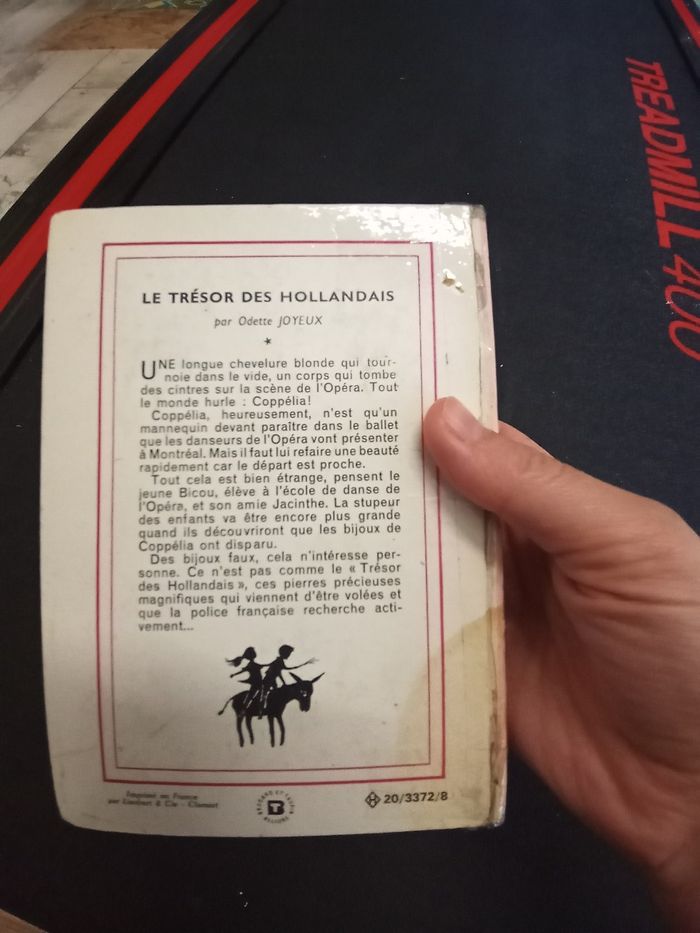 TREADMILL 400
LE TRÉSOR DES HOLLANDAIS
par Odette JOYEUX
UNE longue chevelure blonde qui tour-
noie dans le vide, un corps qui tombe
des cintres sur la scène de l'Opéra. Tout
le monde hurle : Coppélia!
Coppélia, heureusement, n'est qu'un
mannequin devant paraître dans le ballet
que les danseurs de l'Opéra vont présenter
à Montréal. Mais il faut lui refaire une beauté
rapidement car le départ est proche.
Tout cela est bien étrange, pensent le
jeune Bicou, élève à l'école de danse de
l'Opéra, et son amie Jacinthe. La stupeur
des enfants va être encore plus grande
quand ils découvriront que les bijoux de
Coppélia ont disparu.
Des bijoux faux, cela n'intéresse per-
sonne. Ce n'est pas comme le « Trésor
des Hollandais », ces pierres précieuses
magnifiques qui viennent d'être volées et
que la police française recherche acti-
vement...
Imprimé en France
par Limbert & Cie - Clamart
20/3372/8